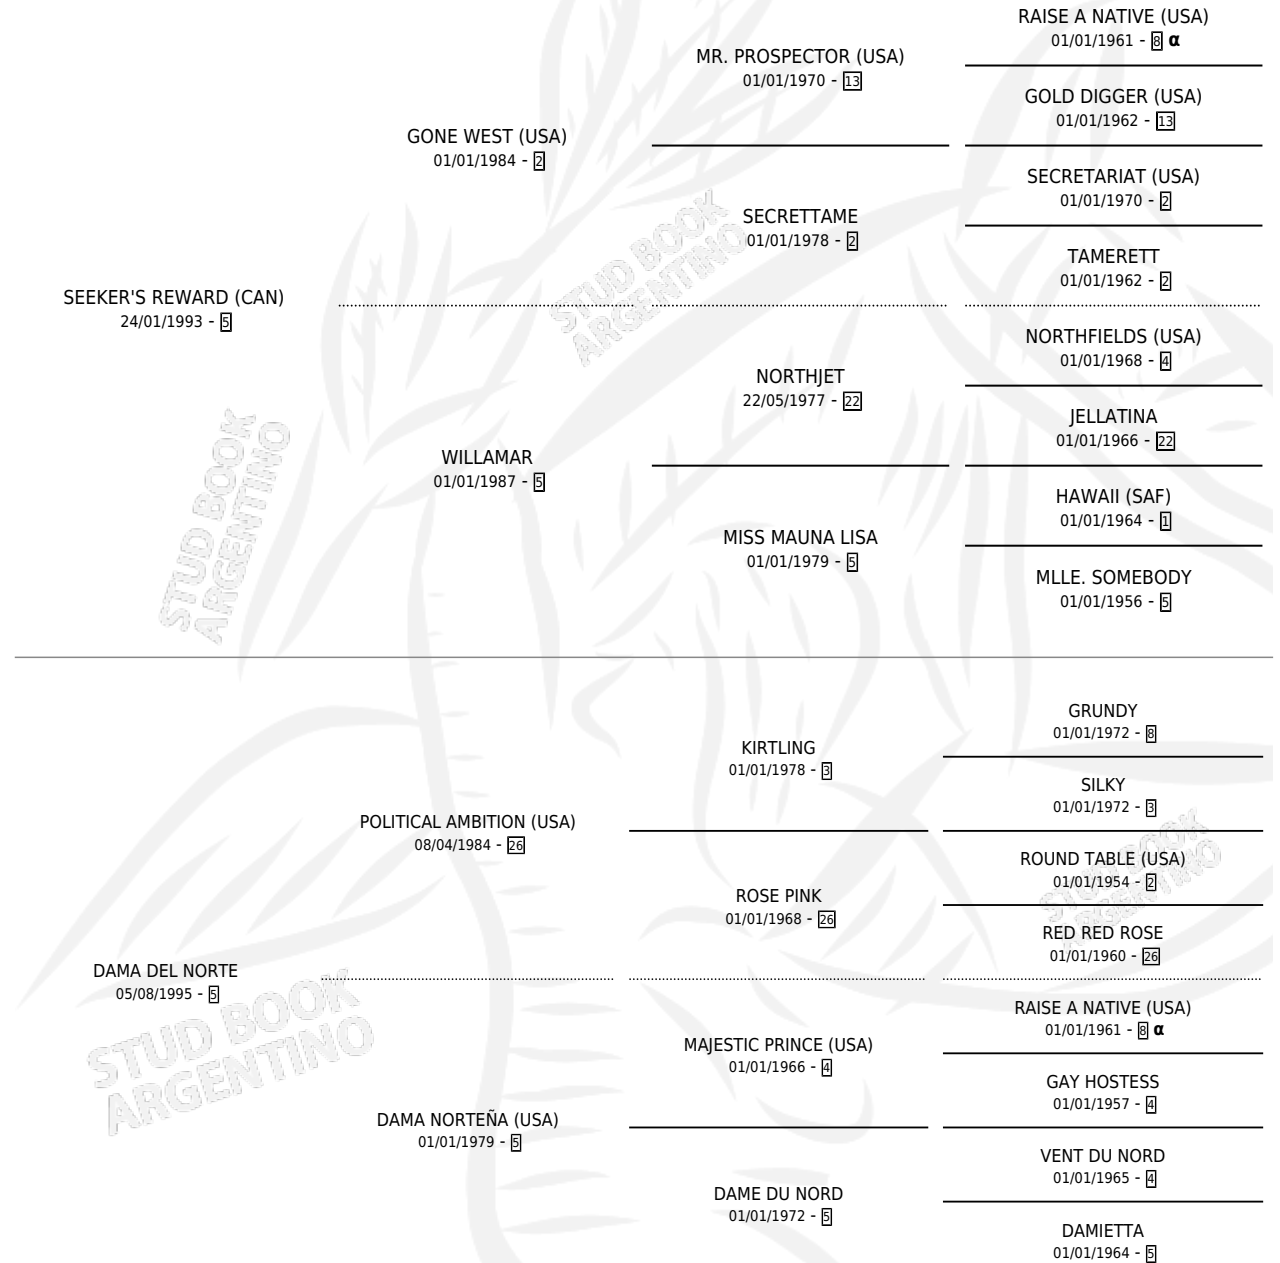 RAISE A NATIVE (USA)
01/01/1961 - 8 α
MR. PROSPECTOR (USA)
01/01/1970 - 13
GOLD DIGGER (USA)
01/01/1962 - 13
GONE WEST (USA)
01/01/1984 - 2
SECRETARIAT (USA)
01/01/1970 - 2
SECRETTAME
01/01/1978 - 2
TAMERETT
01/01/1962 - 2
SEEKER'S REWARD (CAN)
24/01/1993 - 5
NORTHFIELDS (USA)
01/01/1968 - 4
NORTHJET
22/05/1977 - 22
JELLATINA
01/01/1966 - 22
WILLAMAR
01/01/1987 - 5
HAWAII (SAF)
01/01/1964 - 1
MISS MAUNA LISA
01/01/1979 - 5
MLLE. SOMEBODY
01/01/1956 - 5
GRUNDY
01/01/1972 - 8
KIRTLING
01/01/1978 - 3
SILKY
01/01/1972 - 3
POLITICAL AMBITION (USA)
08/04/1984 - 26
ROUND TABLE (USA)
01/01/1954 - 2
ROSE PINK
01/01/1968 - 26
RED RED ROSE
01/01/1960 - 26
DAMA DEL NORTE
05/08/1995 - 5
RAISE A NATIVE (USA)
01/01/1961 - 8 α
MAJESTIC PRINCE (USA)
01/01/1966 - 4
GAY HOSTESS
01/01/1957 - 4
DAMA NORTEÑA (USA)
01/01/1979 - 5
VENT DU NORD
01/01/1965 - 4
DAME DU NORD
01/01/1972 - 5
DAMIETTA
01/01/1964 - 5
STUD BOOK
ARGENTINO
STUD BOOK
ARGENTINO
STUD BOOK
ARGENTINO
STUD BOOK
ARGENTINO